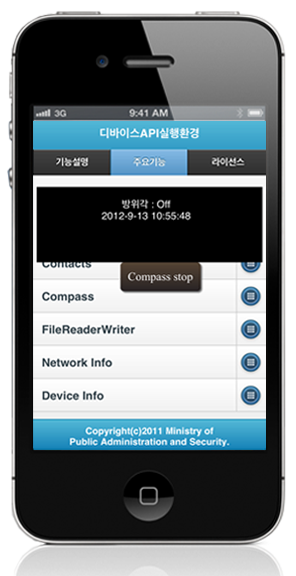 3G 9:41 AM
디바이스API실행환경
기능설명 주요기능 라이선스
방위각 : Off
2012-9-13 10:55:48
Contacts
Compass stop
Compass
FileReaderWriter
Network Info
Device Info
Copyright(c)2011 Ministry of
Public Administration and Security.